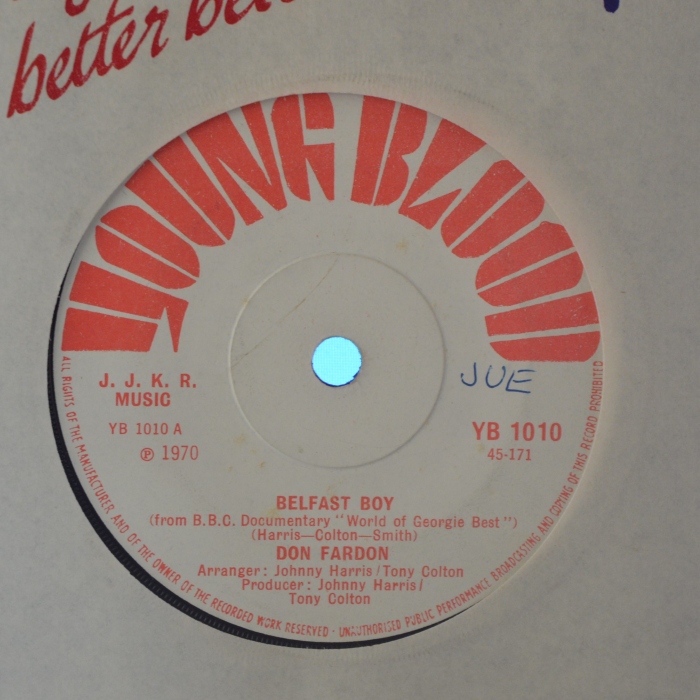 better
YOUNG BLOOD
J. J. K. R.
MUSIC
YB 1010 A
℗ 1970
JUE
YB 1010
45-171
BELFAST BOY
(from B.B.C. Documentary "World of Georgie Best")
(Harris—Colton—Smith)
DON FARDON
Arranger: Johnny Harris/Tony Colton
Producer: Johnny Harris/
Tony Colton
ALL RIGHTS OF THE MANUFACTURER AND OF THE OWNER OF THE RECORDED WORK RESERVED · UNAUTHORISED PUBLIC PERFORMANCE BROADCASTING AND COPYING OF THIS RECORD PROHIBITED